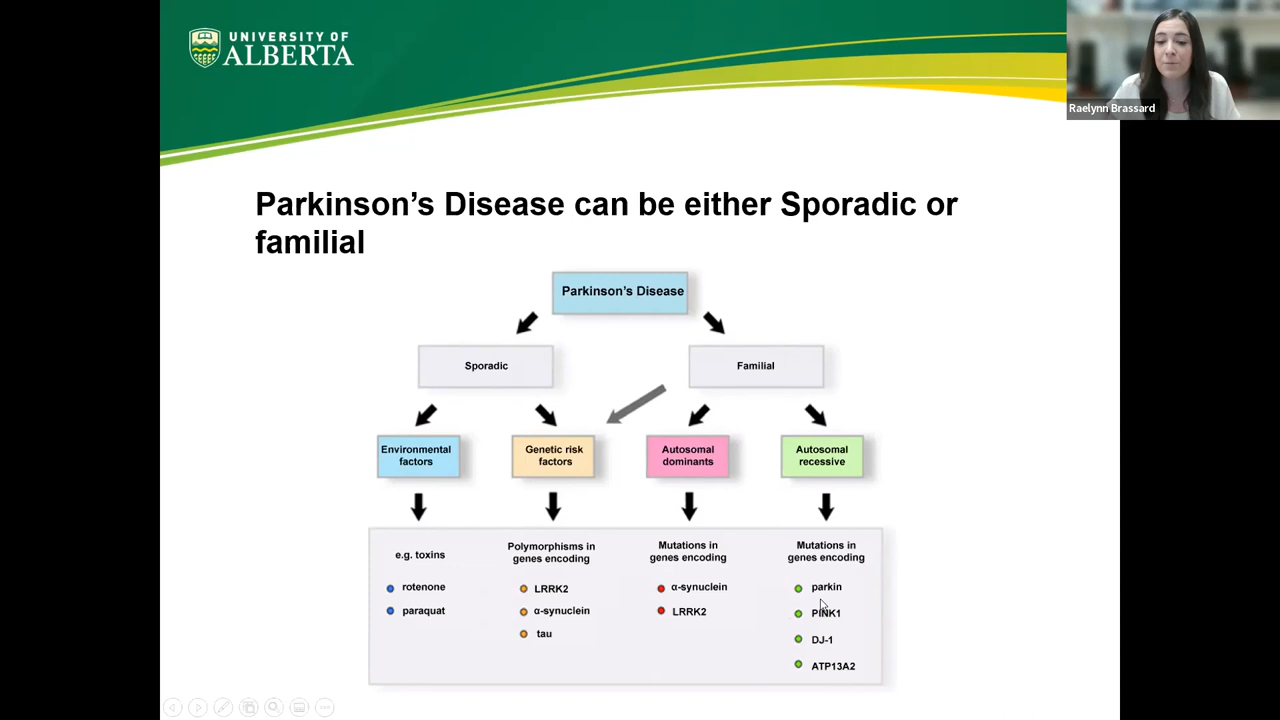 UNIVERSITY OF
ALBERTA
Raelynn Brassard
Parkinson’s Disease can be either Sporadic or
familial
Parkinson’s Disease
Sporadic
Familial
Environmental
factors
Genetic risk
factors
Autosomal
dominants
Autosomal
recessive
e.g. toxins
rotenone
paraquat
Polymorphisms in
genes encoding
LRRK2
α-synuclein
tau
Mutations in
genes encoding
α-synuclein
LRRK2
Mutations in
genes encoding
parkin
PINK1
DJ-1
ATP13A2